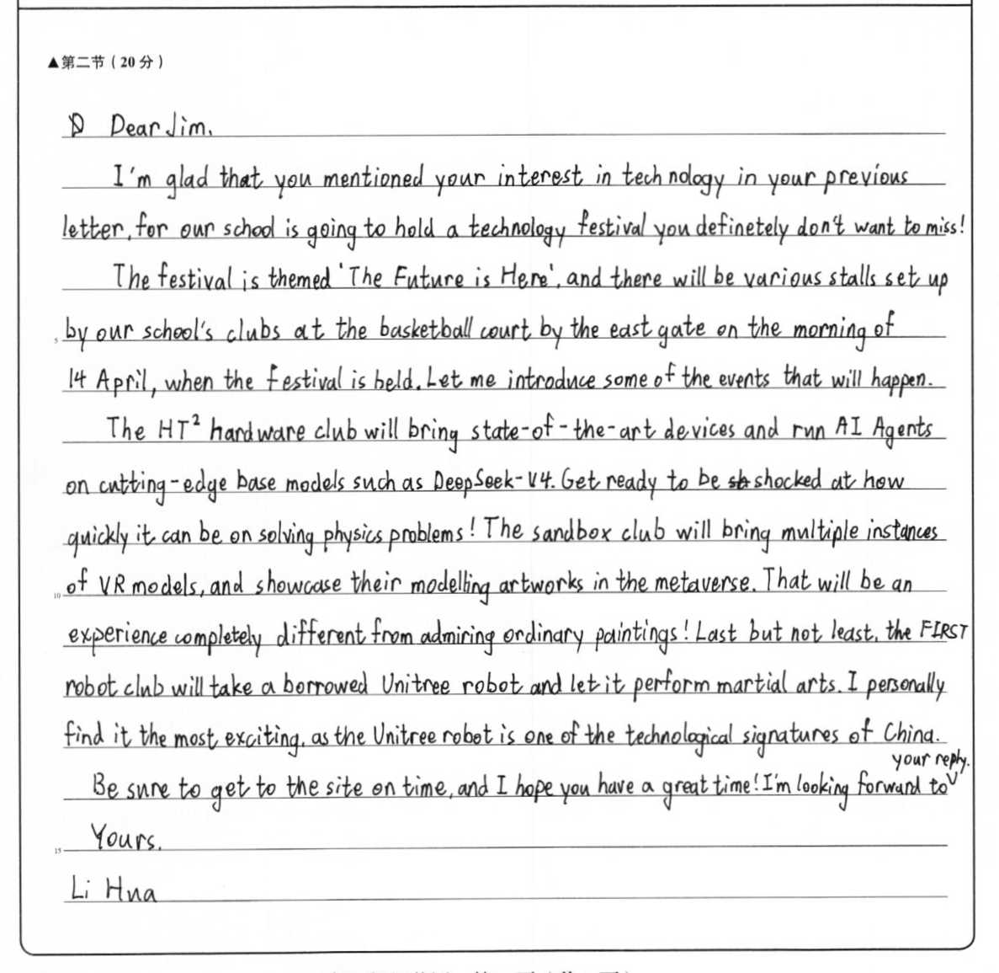 ▲第二节（20分）
Dear Jim,
I'm glad that you mentioned your interest in technology in your previous
letter, for our school is going to hold a technology festival you definetely don't want to miss!
The festival is themed 'The Future is Here', and there will be various stalls set up
5 by our school's clubs at the basketball court by the east gate on the morning of
14 April, when the festival is held. Let me introduce some of the events that will happen.
The HT² hardware club will bring state-of-the-art devices and run AI Agents
on cutting-edge base models such as DeepSeek-V4. Get ready to be shocked at how
quickly it can be on solving physics problems! The sandbox club will bring multiple instances
10 of VR models, and showcase their modelling artworks in the metaverse. That will be an
experience completely different from admiring ordinary paintings! Last but not least, the FIRST
robot club will take a borrowed Unitree robot and let it perform martial arts. I personally
find it the most exciting, as the Unitree robot is one of the technological signatures of China.
Be sure to get to the site on time, and I hope you have a great time! I'm looking forward to your reply.
15 Yours,
Li Hua